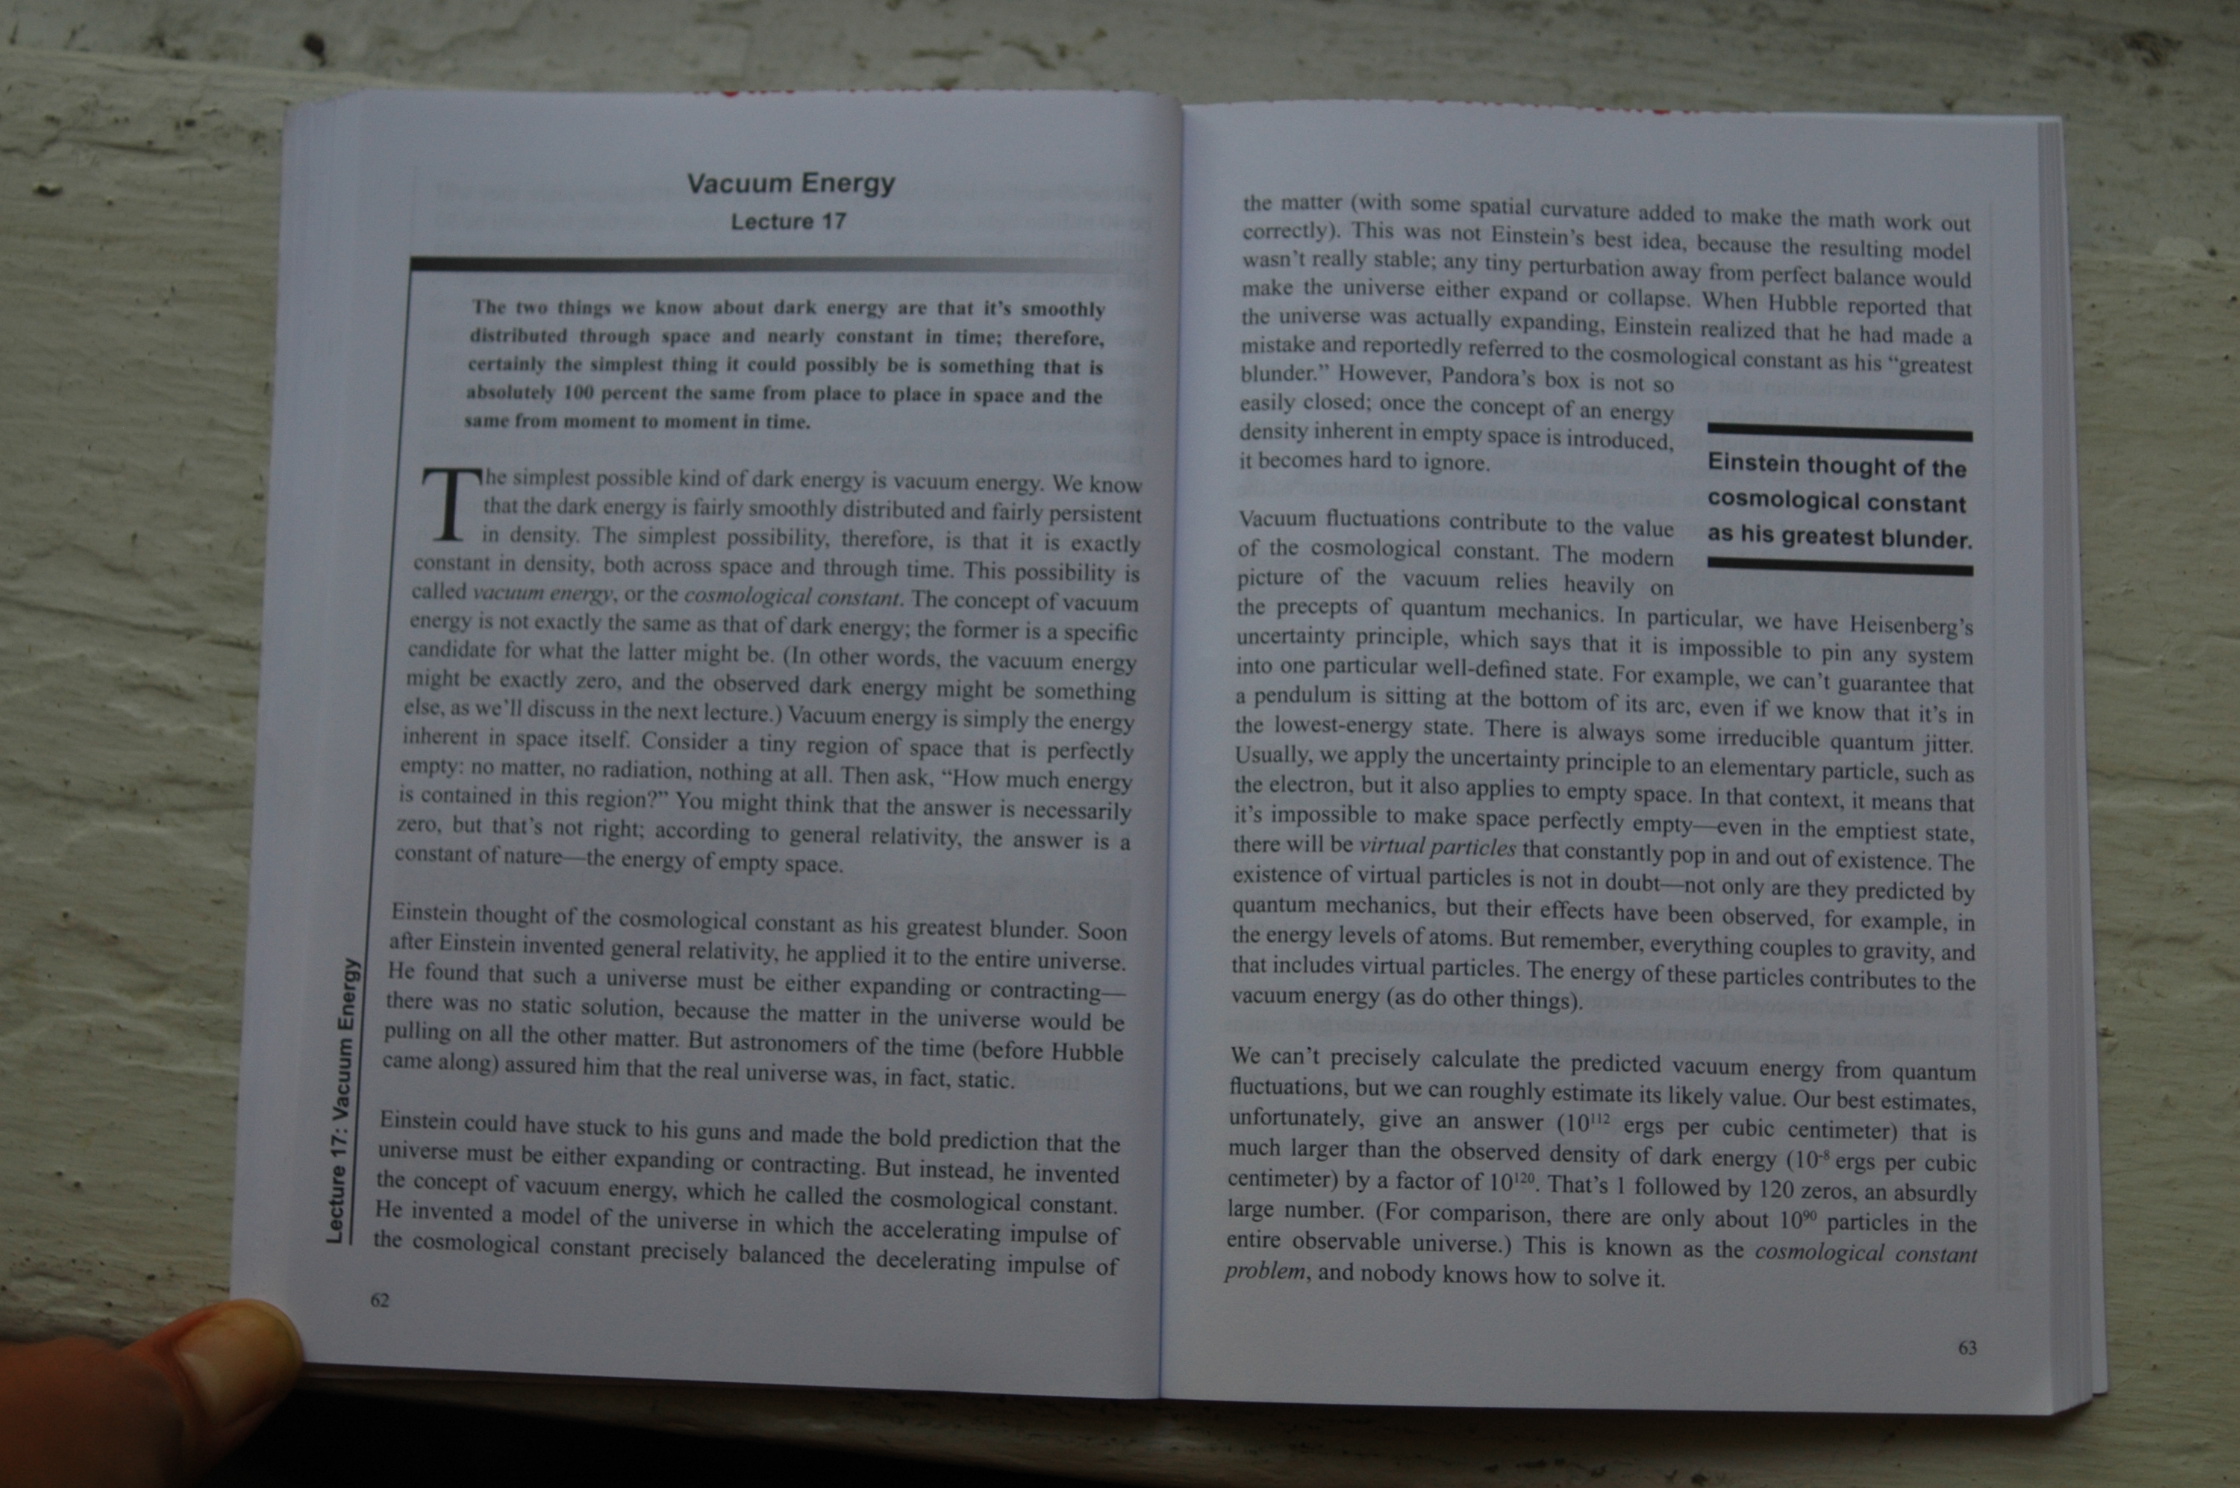 Vacuum Energy
Lecture 17
The two things we know about dark energy are that it's smoothly
distributed through space and nearly constant in time; therefore,
certainly the simplest thing it could possibly be is something that is
absolutely 100 percent the same from place to place in space and the
same from moment to moment in time.
The simplest possible kind of dark energy is vacuum energy. We know
that the dark energy is fairly smoothly distributed and fairly persistent
in density. The simplest possibility, therefore, is that it is exactly
constant in density, both across space and through time. This possibility is
called vacuum energy, or the cosmological constant. The concept of vacuum
energy is not exactly the same as that of dark energy; the former is a specific
candidate for what the latter might be. (In other words, the vacuum energy
might be exactly zero, and the observed dark energy might be something
else, as we'll discuss in the next lecture.) Vacuum energy is simply the energy
inherent in space itself. Consider a tiny region of space that is perfectly
empty: no matter, no radiation, nothing at all. Then ask, “How much energy
is contained in this region?” You might think that the answer is necessarily
zero, but that's not right; according to general relativity, the answer is a
constant of nature—the energy of empty space.
Einstein thought of the cosmological constant as his greatest blunder. Soon
after Einstein invented general relativity, he applied it to the entire universe.
He found that such a universe must be either expanding or contracting—
there was no static solution, because the matter in the universe would be
pulling on all the other matter. But astronomers of the time (before Hubble
came along) assured him that the real universe was, in fact, static.
Einstein could have stuck to his guns and made the bold prediction that the
universe must be either expanding or contracting. But instead, he invented
the concept of vacuum energy, which he called the cosmological constant.
He invented a model of the universe in which the accelerating impulse of
the cosmological constant precisely balanced the decelerating impulse of
Lecture 17: Vacuum Energy
62
the matter (with some spatial curvature added to make the math work out
correctly). This was not Einstein's best idea, because the resulting model
wasn't really stable; any tiny perturbation away from perfect balance would
make the universe either expand or collapse. When Hubble reported that
the universe was actually expanding, Einstein realized that he had made a
mistake and reportedly referred to the cosmological constant as his “greatest
blunder.” However, Pandora's box is not so
easily closed; once the concept of an energy
density inherent in empty space is introduced,
it becomes hard to ignore.
Einstein thought of the
cosmological constant
as his greatest blunder.
Vacuum fluctuations contribute to the value
of the cosmological constant. The modern
picture of the vacuum relies heavily on
the precepts of quantum mechanics. In particular, we have Heisenberg's
uncertainty principle, which says that it is impossible to pin any system
into one particular well-defined state. For example, we can't guarantee that
a pendulum is sitting at the bottom of its arc, even if we know that it's in
the lowest-energy state. There is always some irreducible quantum jitter.
Usually, we apply the uncertainty principle to an elementary particle, such as
the electron, but it also applies to empty space. In that context, it means that
it's impossible to make space perfectly empty—even in the emptiest state,
there will be virtual particles that constantly pop in and out of existence. The
existence of virtual particles is not in doubt—not only are they predicted by
quantum mechanics, but their effects have been observed, for example, in
the energy levels of atoms. But remember, everything couples to gravity, and
that includes virtual particles. The energy of these particles contributes to the
vacuum energy (as do other things).
We can't precisely calculate the predicted vacuum energy from quantum
fluctuations, but we can roughly estimate its likely value. Our best estimates,
unfortunately, give an answer (10¹¹² ergs per cubic centimeter) that is
much larger than the observed density of dark energy (10⁻⁸ ergs per cubic
centimeter) by a factor of 10¹²⁰. That's 1 followed by 120 zeros, an absurdly
large number. (For comparison, there are only about 10⁹⁰ particles in the
entire observable universe.) This is known as the cosmological constant
problem, and nobody knows how to solve it.
63